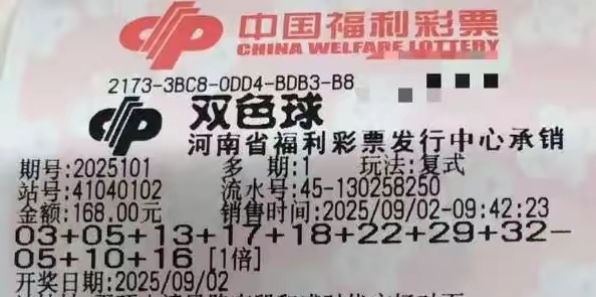 中国福利彩票
CHINA WELFARE LOTTERY
2173-3BC8-0DD4-BDB3-B8
双色球
河南省福利彩票发行中心承销
期号:2025101 多期:1 玩法:复式
站号:41040102 流水号:45-130258250
金额:168.00元 销售时间:2025/09/02-09:42:23
03+05+13+17+18+22+29+32-
05+10+16 [1倍]
开奖日期:2025/09/02